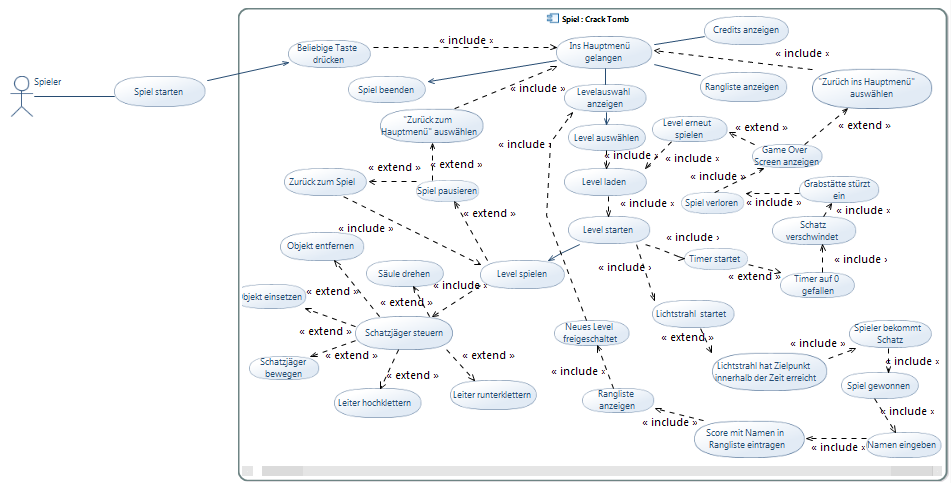 Spiel : Crack Tomb
Spieler
Spiel starten
Beliebige Taste
drücken
« include »
Ins Hauptmenü
gelangen
Credits anzeigen
« include »
Spiel beenden
« include »
Levelauswahl
anzeigen
Rangliste anzeigen
"Zurüch ins Hauptmenü"
auswählen
"Zurück zum
Hauptmenü" auswählen
Level auswählen
Level erneut
spielen
« extend »
« extend »
« include »
« include »
« include »
Game Over
Screen anzeigen
« extend »
« extend »
Zurück zum Spiel
Spiel pausieren
Level laden
« include »
Grabstätte stürzt
ein
« include »
Spiel verloren
« include »
« include »
« extend »
« include »
Level starten
Schatz
verschwindet
« include »
Objekt entfernen
Timer startet
« include »
Säule drehen
Level spielen
« include »
« extend »
Timer auf 0
gefallen
« extend »
« include »
bjekt einsetzen
« extend »
Lichtstrahl startet
« extend »
Schatzjäger steuern
Neues Level
freigeschaltet
« extend »
Spieler bekommt
Schatz
« include »
« extend »
« extend »
Schatzjäger
bewegen
« extend »
« include »
Lichtstrahl hat Zielpunkt
innerhalb der Zeit erreicht
« include »
Spiel gewonnen
Leiter hochklettern
Leiter runterklettern
Rangliste
anzeigen
« include »
« include »
Score mit Namen in
Rangliste eintragen
« include »
Namen eingeben